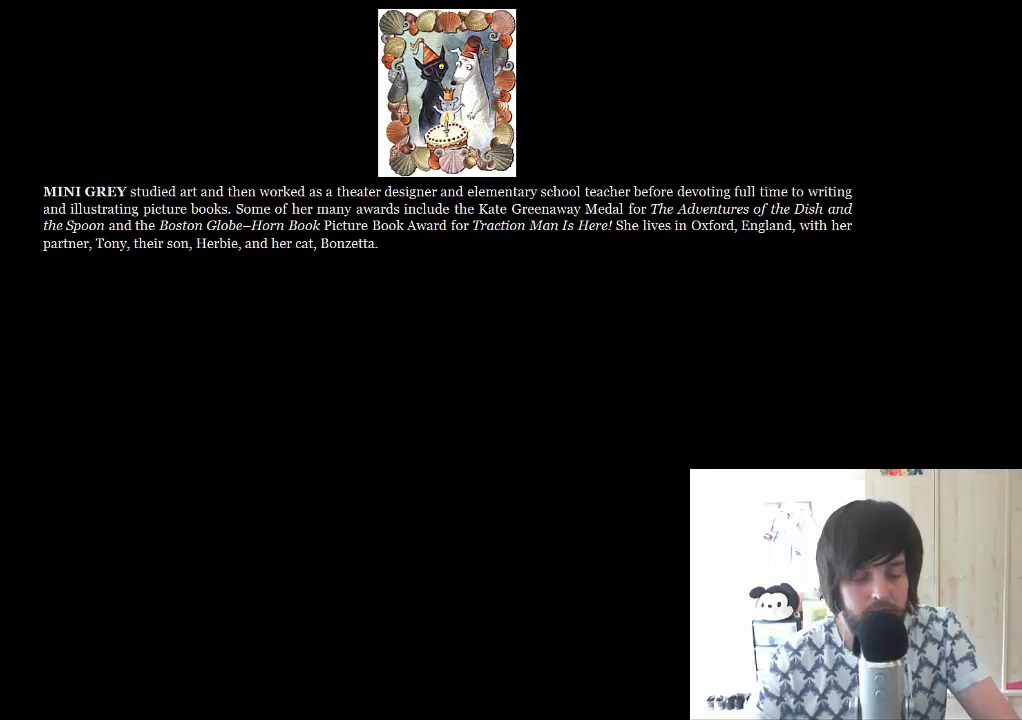 MINI GREY studied art and then worked as a theater designer and elementary school teacher before devoting full time to writing
and illustrating picture books. Some of her many awards include the Kate Greenaway Medal for The Adventures of the Dish and
the Spoon and the Boston Globe–Horn Book Picture Book Award for Traction Man Is Here! She lives in Oxford, England, with her
partner, Tony, their son, Herbie, and her cat, Bonzetta.